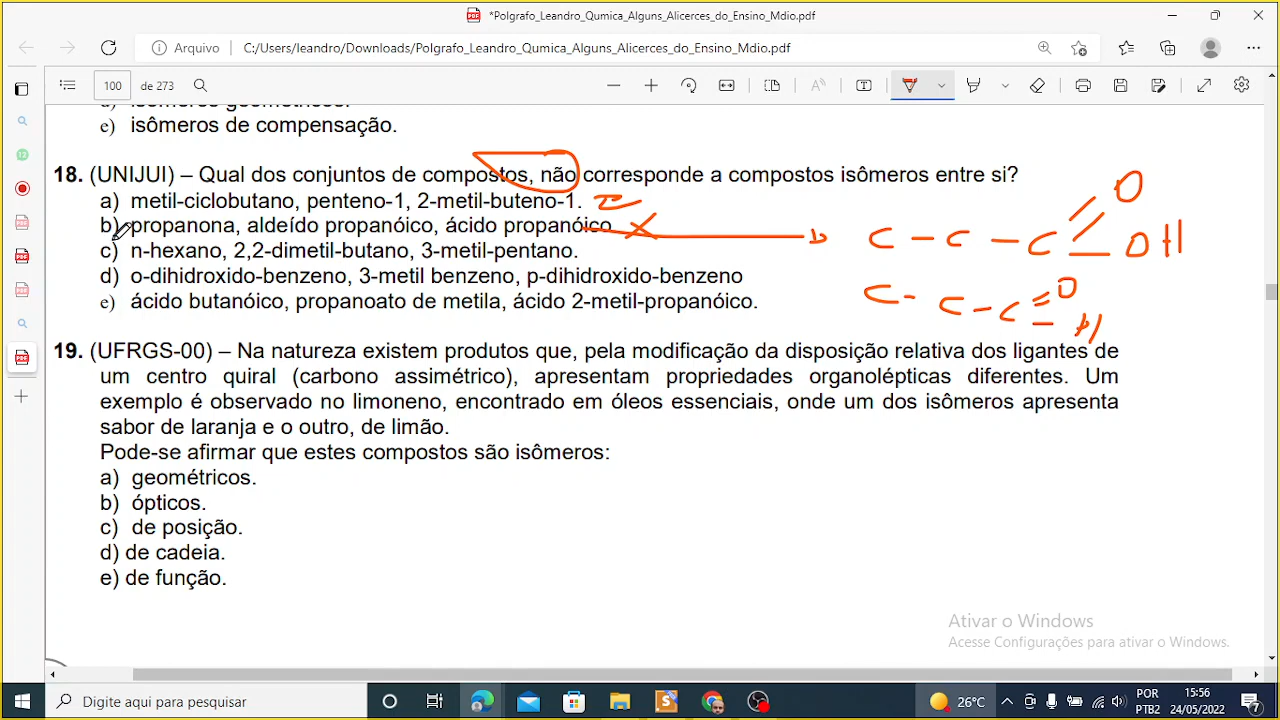 *Polgrafo_Leandro_Qumica_Alguns_Alicerces_do_Ensino_Mdio.pdf
Arquivo C:/Users/leandro/Downloads/Polgrafo_Leandro_Qumica_Alguns_Alicerces_do_Ensino_Mdio.pdf
100 de 273
d) isômeros geométricos.
e) isômeros de compensação.
18. (UNIJUI) – Qual dos conjuntos de compostos, não corresponde a compostos isômeros entre si?
a) metil-ciclobutano, penteno-1, 2-metil-buteno-1.
b) propanona, aldeído propanóico, ácido propanóico
c) n-hexano, 2,2-dimetil-butano, 3-metil-pentano.
d) o-dihidroxido-benzeno, 3-metil benzeno, p-dihidroxido-benzeno
e) ácido butanóico, propanoato de metila, ácido 2-metil-propanóico.
O
C – C – C OH
C – C – C = O
H
19. (UFRGS-00) – Na natureza existem produtos que, pela modificação da disposição relativa dos ligantes de
um centro quiral (carbono assimétrico), apresentam propriedades organolépticas diferentes. Um
exemplo é observado no limoneno, encontrado em óleos essenciais, onde um dos isômeros apresenta
sabor de laranja e o outro, de limão.
Pode-se afirmar que estes compostos são isômeros:
a) geométricos.
b) ópticos.
c) de posição.
d) de cadeia.
e) de função.
Ativar o Windows
Acesse Configurações para ativar o Windows.
Digite aqui para pesquisar
26°C
POR
PTB2
15:56
24/05/2022
7